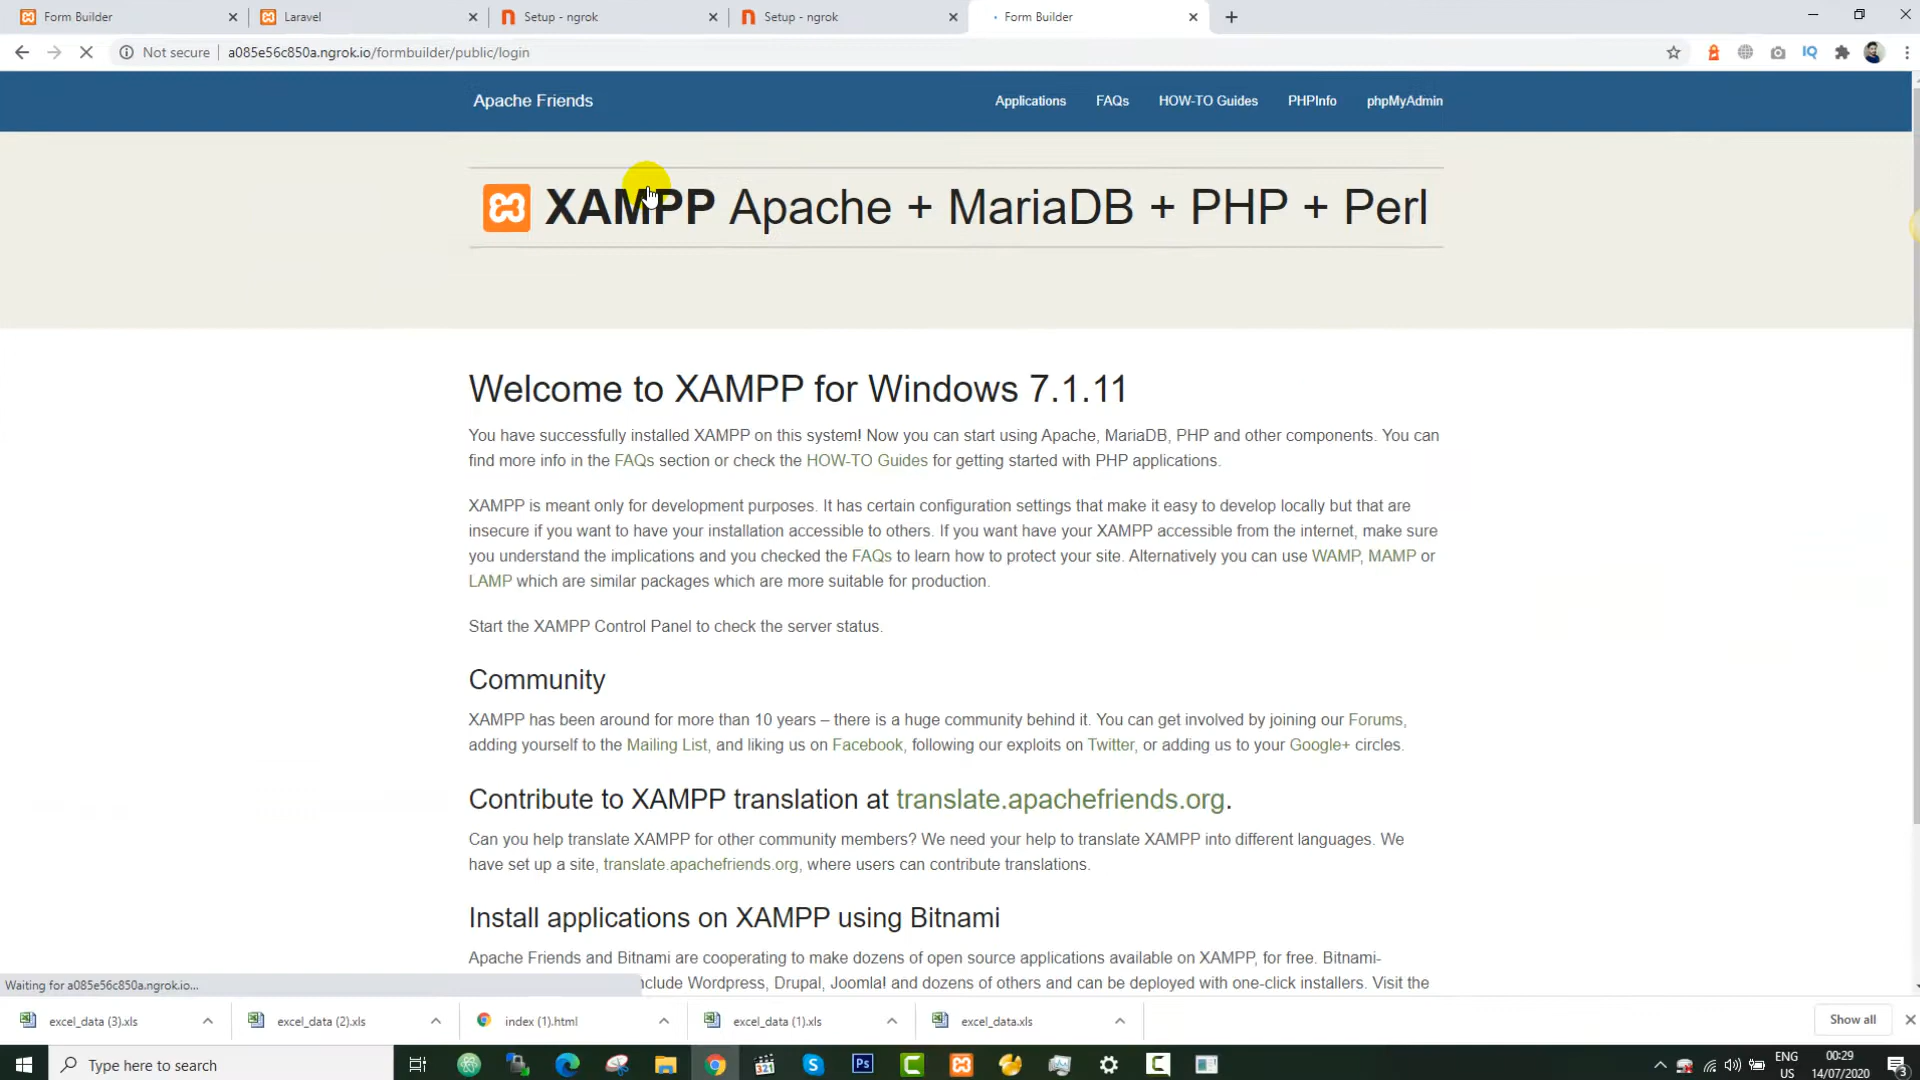 Form Builder
Laravel
Setup - ngrok
Setup - ngrok
Form Builder
Not secure
a085e56c850a.ngrok.io/formbuilder/public/login
IQ
Apache Friends
Applications
FAQs
HOW-TO Guides
PHPInfo
phpMyAdmin
XAMPP Apache + MariaDB + PHP + Perl
Welcome to XAMPP for Windows 7.1.11
You have successfully installed XAMPP on this system! Now you can start using Apache, MariaDB, PHP and other components. You can
find more info in the FAQs section or check the HOW-TO Guides for getting started with PHP applications.
XAMPP is meant only for development purposes. It has certain configuration settings that make it easy to develop locally but that are
insecure if you want to have your installation accessible to others. If you want have your XAMPP accessible from the internet, make sure
you understand the implications and you checked the FAQs to learn how to protect your site. Alternatively you can use WAMP, MAMP or
LAMP which are similar packages which are more suitable for production.
Start the XAMPP Control Panel to check the server status.
Community
XAMPP has been around for more than 10 years – there is a huge community behind it. You can get involved by joining our Forums,
adding yourself to the Mailing List, and liking us on Facebook, following our exploits on Twitter, or adding us to your Google+ circles.
Contribute to XAMPP translation at translate.apachefriends.org.
Can you help translate XAMPP for other community members? We need your help to translate XAMPP into different languages. We
have set up a site, translate.apachefriends.org, where users can contribute translations.
Install applications on XAMPP using Bitnami
Apache Friends and Bitnami are cooperating to make dozens of open source applications available on XAMPP, for free. Bitnami-
include Wordpress, Drupal, Joomla! and dozens of others and can be deployed with one-click installers. Visit the
Waiting for a085e56c850a.ngrok.io...
excel_data (3).xls
excel_data (2).xls
index (1).html
excel_data (1).xls
excel_data.xls
Show all
Type here to search
321
S
Ps
C
C
ENG
US
00:29
14/07/2020
3